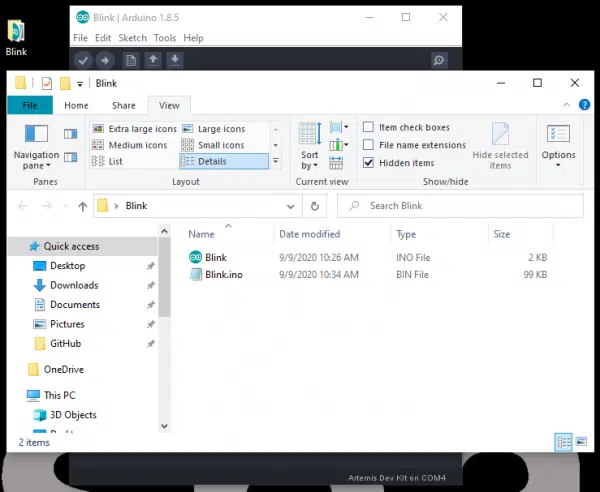 Blink | Arduino 1.8.5
File Edit Sketch Tools Help
Blink
Blink
File Home Share View
Extra large icons Large icons
Medium icons Small icons
List Details
Navigation pane
Panes
Layout
Sort by
Current view
Item check boxes
File name extensions
Hidden items
Hide selected items
Show/hide
Options
Blink
Search Blink
Name Date modified Type Size
Blink 9/9/2020 10:26 AM INO File 2 KB
Blink.ino 9/9/2020 10:34 AM BIN File 99 KB
Quick access
Desktop
Downloads
Documents
Pictures
GitHub
OneDrive
This PC
3D Objects
2 items
Artemis Dev Kit on COM4